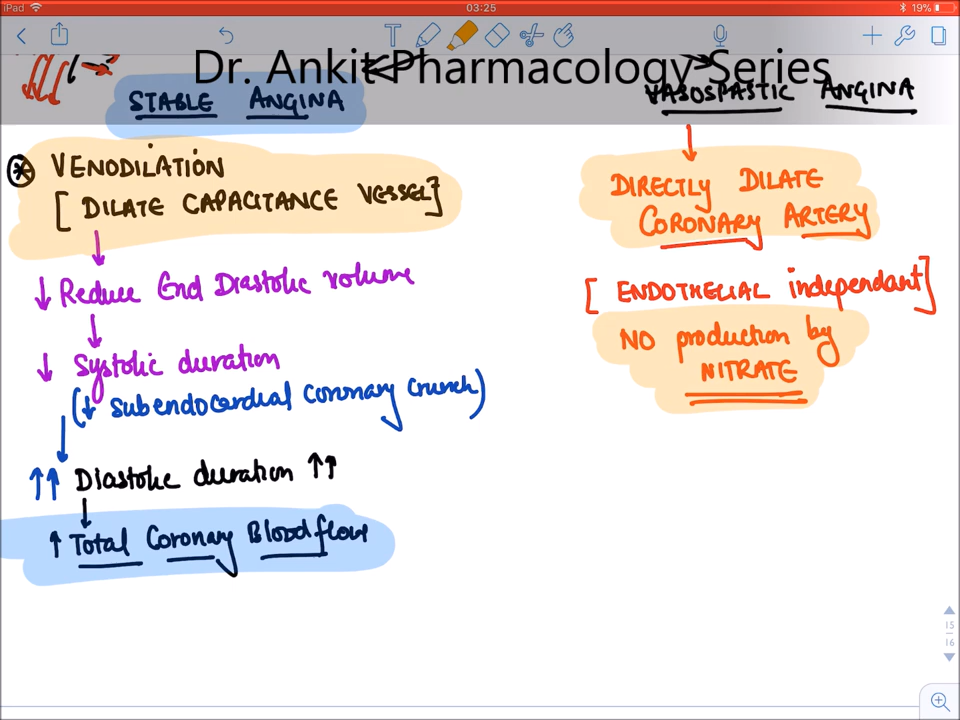 iPad
03:25
19%
Dr. Ankit Pharmacology Series
STABLE ANGINA
VENODILATION
[ DILATE CAPACITANCE VESSEL]
↓ Reduce End Diastolic volume
↓ Systolic duration
(↓ subendocardial coronary crunch)
↑↑ Diastolic duration ↑↑
↑ Total Coronary Bloodflow
VASOSPASTIC ANGINA
DIRECTLY DILATE
CORONARY ARTERY
[ ENDOTHELIAL independant]
NO production by
NITRATE
15
16